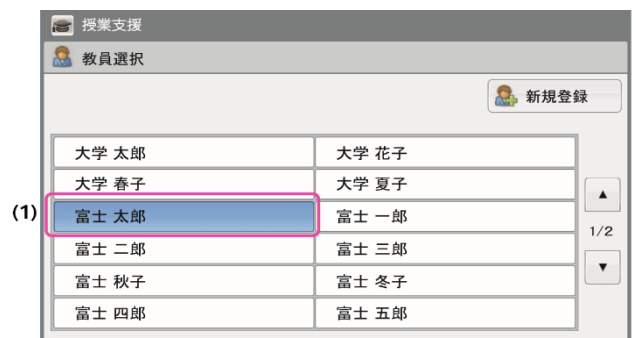 授業支援
教員選択
新規登録
大学 太郎 大学 花子
大学 春子 大学 夏子
(1) 富士 太郎 富士 一郎
1/2
富士 二郎 富士 三郎
富士 秋子 富士 冬子
富士 四郎 富士 五郎